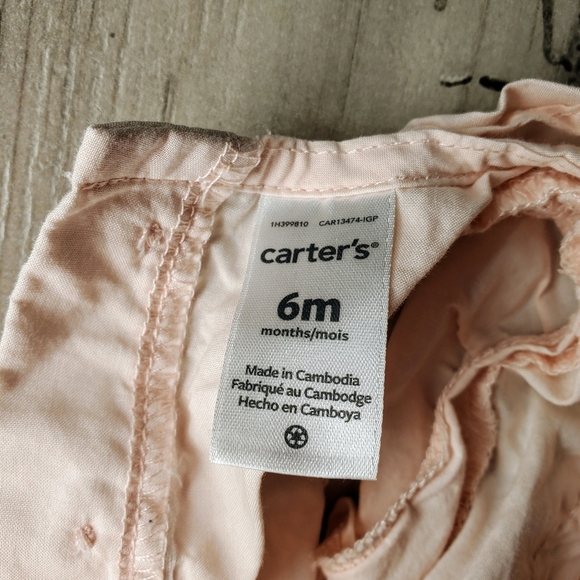 1H399810 CAR13474-IGP
carter's®
6m
months/mois
Made in Cambodia
Fabriqué au Cambodge
Hecho en Camboya